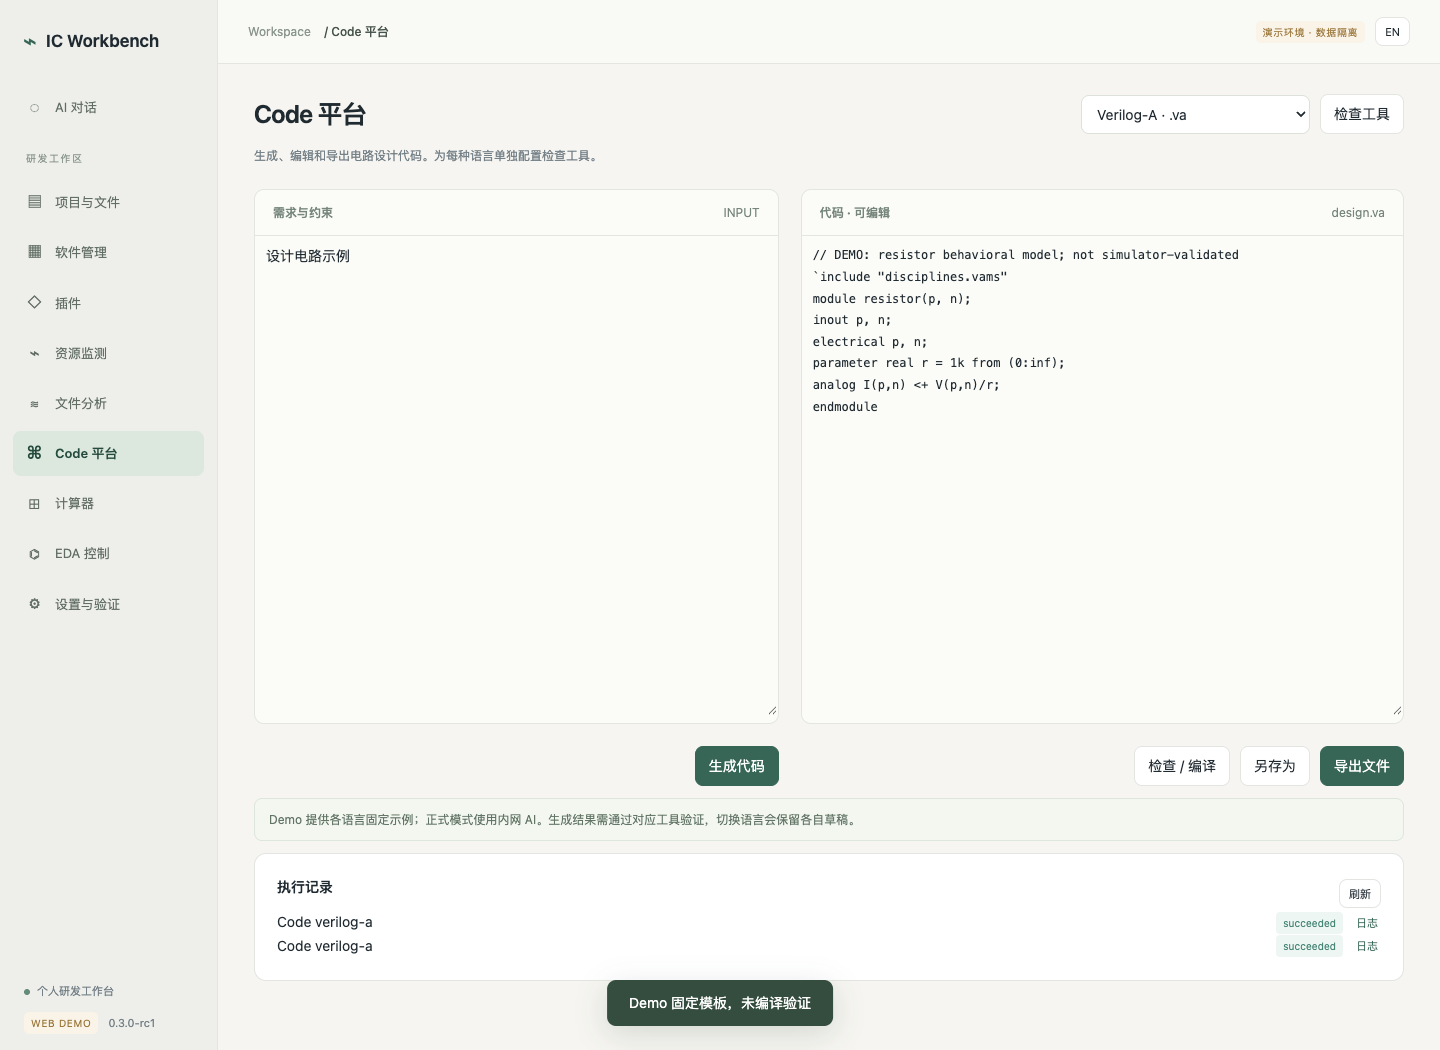 IC Workbench
AI 对话
研发工作区
项目与文件
软件管理
插件
资源监测
文件分析
Code 平台
计算器
EDA 控制
设置与验证
个人研发工作台
WEB DEMO 0.3.0-rc1
Workspace / Code 平台
演示环境 · 数据隔离
EN
Code 平台
Verilog-A · .va
检查工具
生成、编辑和导出电路设计代码。为每种语言单独配置检查工具。
需求与约束 INPUT
设计电路示例
代码 · 可编辑 design.va
// DEMO: resistor behavioral model; not simulator-validated
`include "disciplines.vams"
module resistor(p, n);
inout p, n;
electrical p, n;
parameter real r = 1k from (0:inf);
analog I(p,n) <+ V(p,n)/r;
endmodule
生成代码
检查 / 编译
另存为
导出文件
Demo 提供各语言固定示例；正式模式使用内网 AI。生成结果需通过对应工具验证，切换语言会保留各自草稿。
执行记录
刷新
Code verilog-a succeeded 日志
Code verilog-a succeeded 日志
Demo 固定模板，未编译验证